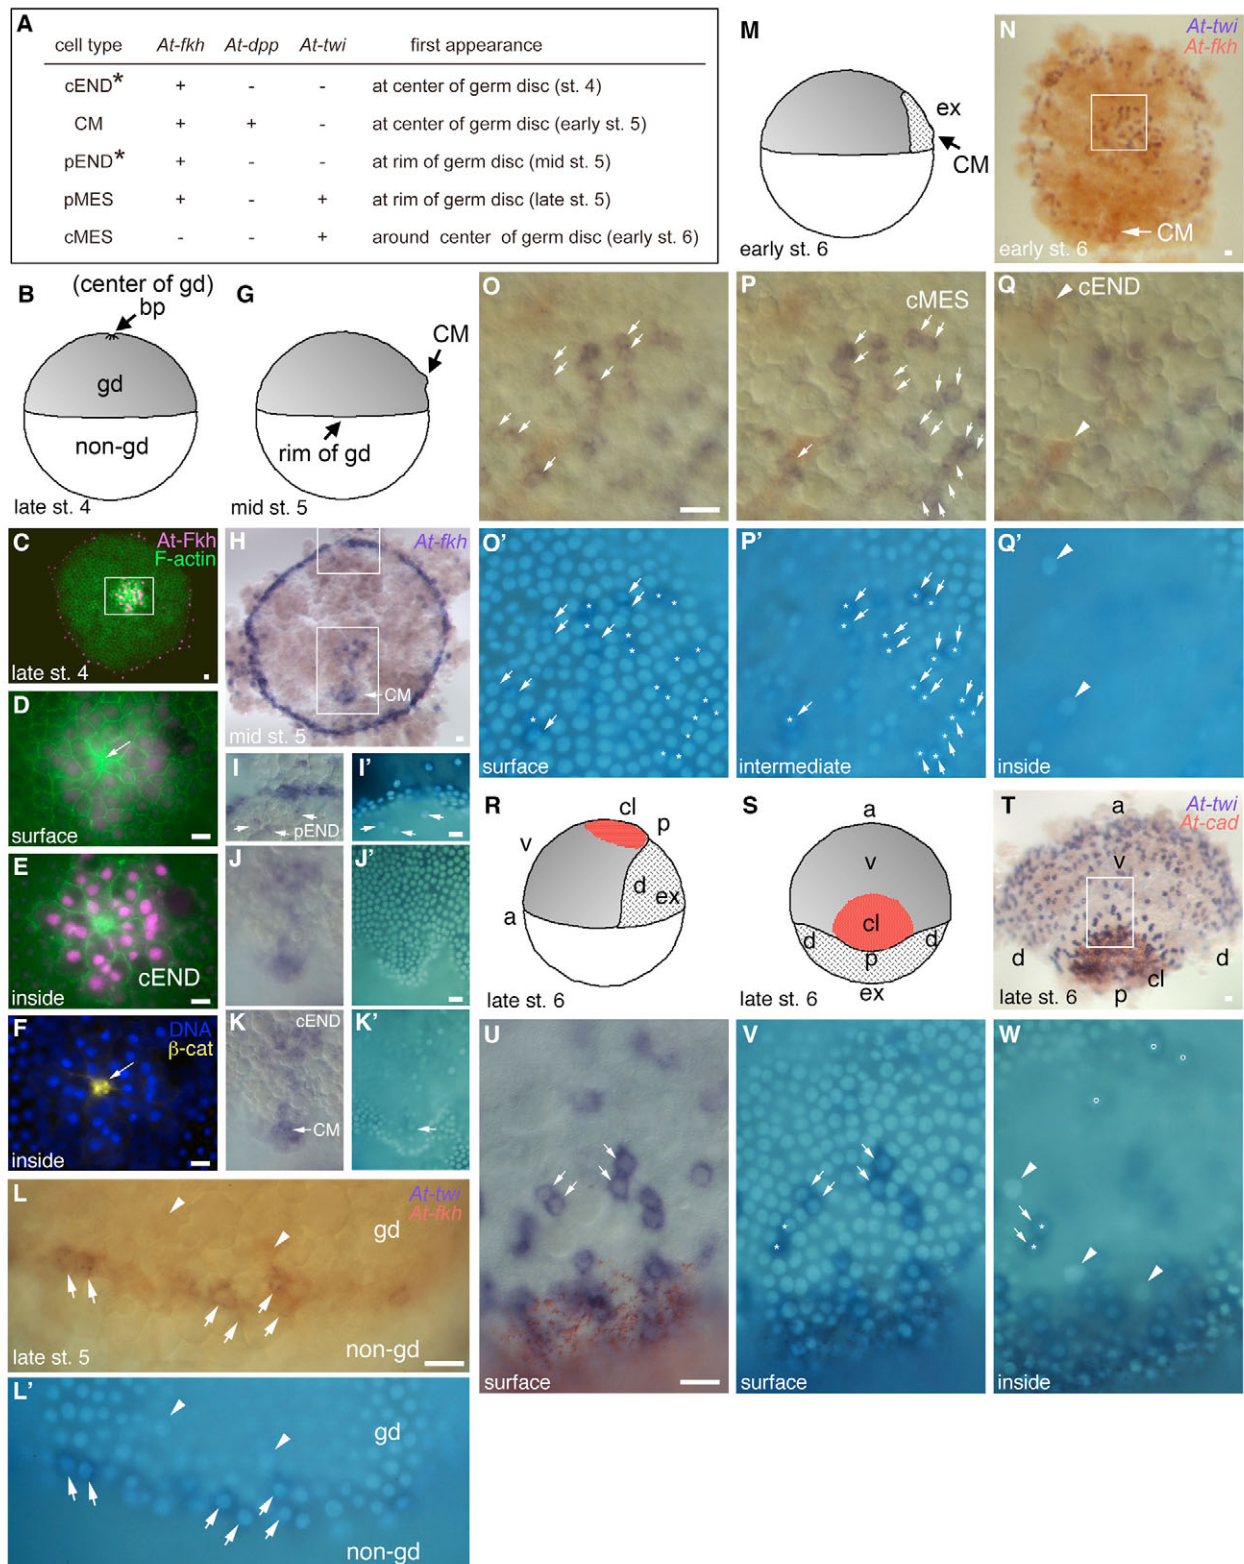 A
cell type At-fkh At-dpp At-twi first appearance
cEND* + - - at center of germ disc (st. 4)
CM + + - at center of germ disc (early st. 5)
pEND* + - - at rim of germ disc (mid st. 5)
pMES + - + at rim of germ disc (late st. 5)
cMES - - + around center of germ disc (early st. 6)
B
(center of gd)
bp
gd
non-gd
late st. 4
G
CM
rim of gd
mid st. 5
C
At-Fkh
F-actin
late st. 4
D
surface
E
cEND
inside
F
DNA
β-cat
inside
H
At-fkh
CM
mid st. 5
I
pEND
I'
J
J'
K
cEND
CM
K'
L
At-twi
At-fkh
gd
non-gd
late st. 5
L'
gd
non-gd
M
ex
CM
early st. 6
N
At-twi
At-fkh
CM
early st. 6
O
P
cMES
Q
cEND
O'
surface
P'
intermediate
Q'
inside
R
cl
p
v
d
ex
a
late st. 6
S
a
v
cl
d
d
p
ex
late st. 6
T
At-twi
At-cad
a
v
d
d
cl
p
late st. 6
U
surface
V
surface
W
inside